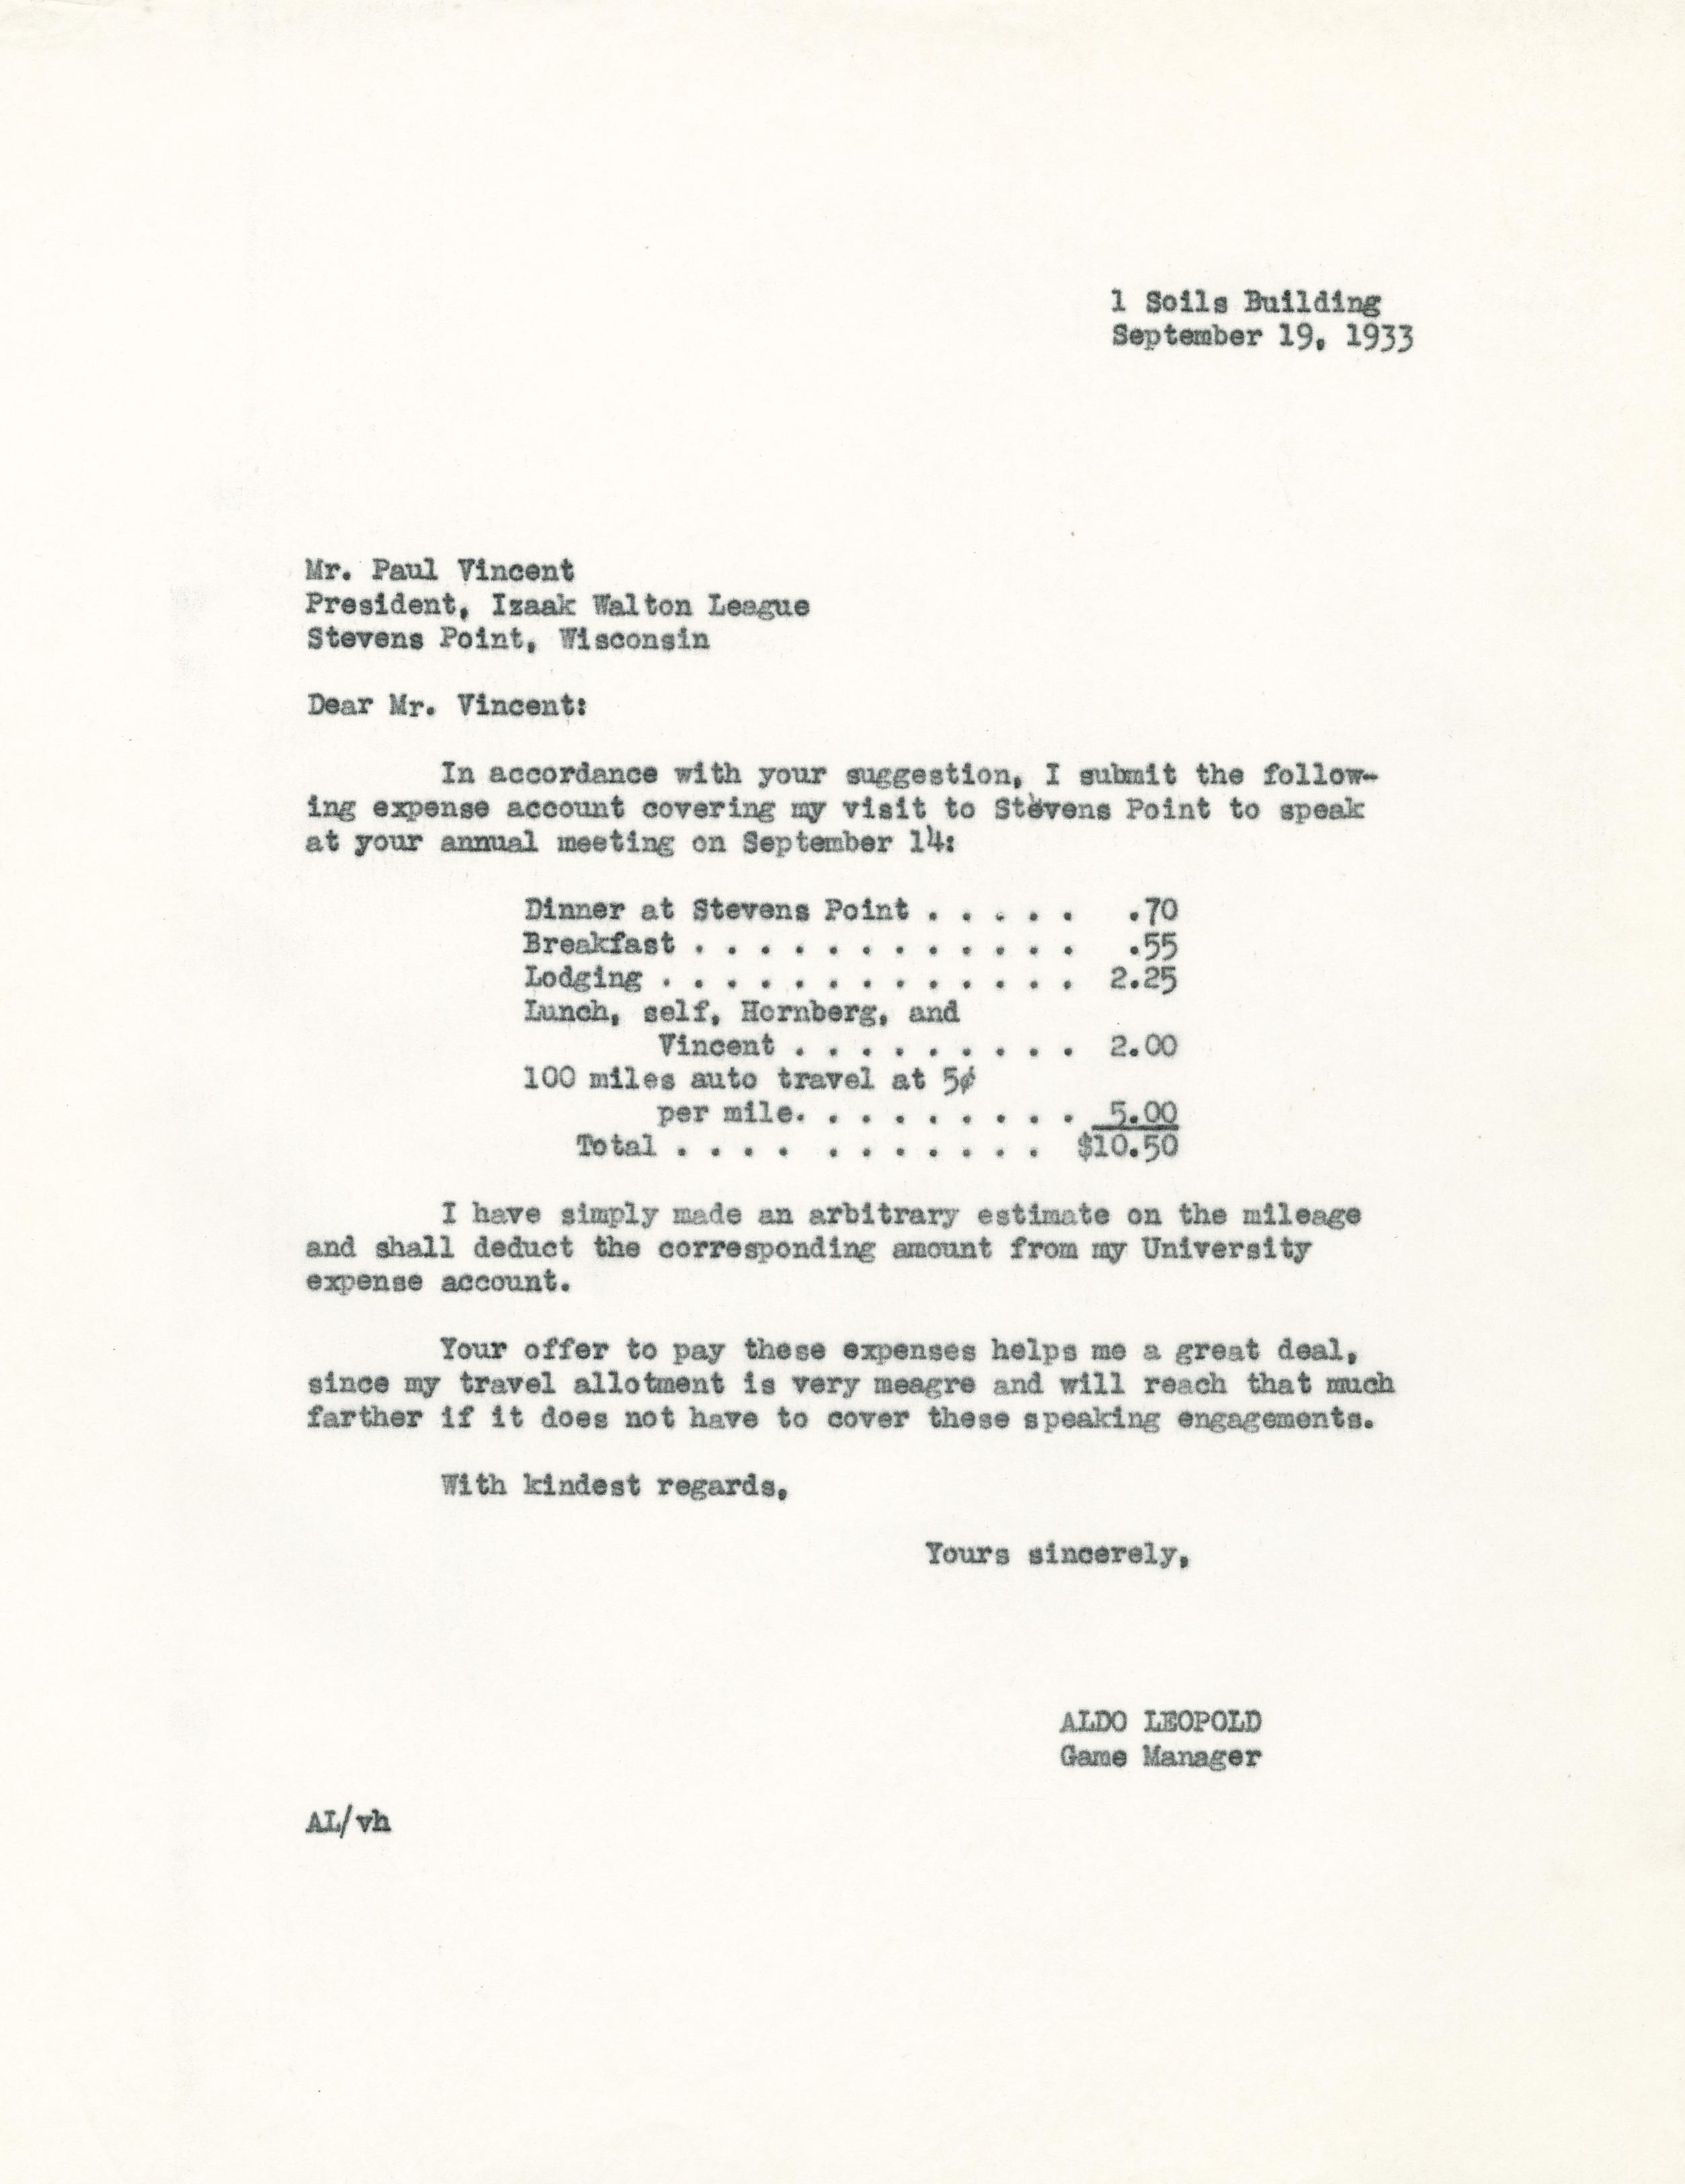 1 Soils Building
September 19, 1933
Mr. Paul Vincent
President, Izaak Walton League
Stevens Point, Wisconsin
Dear Mr. Vincent:
In accordance with your suggestion, I submit the follow-
ing expense account covering my visit to Stevens Point to speak
at your annual meeting on September 14:
Dinner at Stevens Point . . . . . .70
Breakfast . . . . . . . . . . . . .55
Lodging . . . . . . . . . . . . . 2.25
Lunch, self, Hornberg, and
Vincent . . . . . . . . . 2.00
100 miles auto travel at 5¢
per mile. . . . . . . . . 5.00
Total . . . . . . . . . . . $10.50
I have simply made an arbitrary estimate on the mileage
and shall deduct the corresponding amount from my University
expense account.
Your offer to pay these expenses helps me a great deal,
since my travel allotment is very meagre and will reach that much
farther if it does not have to cover these speaking engagements.
With kindest regards,
Yours sincerely,
ALDO LEOPOLD
Game Manager
AL/vh